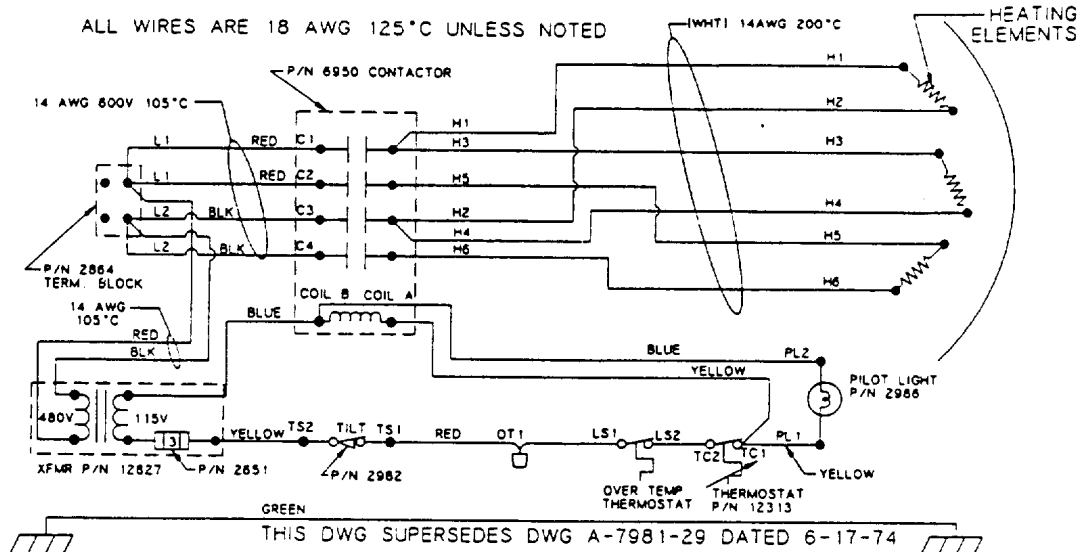 ALL WIRES ARE 18 AWG 125°C UNLESS NOTED
[WHT] 14AWG 200°C
HEATING
ELEMENTS
P/N 6950 CONTACTOR
14 AWG 600V 105°C
H1
H2
H1
H3
H3
L1
RED
C1
L1
RED
C2
H5
L2
BLK
C3
H2
H4
H4
L2
BLK
C4
H6
H5
H6
P/N 2864
TERM. BLOCK
COIL B
COIL A
14 AWG
105°C
BLUE
RED
BLK
BLUE
PL2
YELLOW
PILOT LIGHT
P/N 2986
480V
115V
3
YELLOW
TS2
TILT
TS1
RED
OT1
LS1
LS2
TC2
TC1
PL1
XFMR P/N 12827
P/N 2651
P/N 2982
YELLOW
OVER TEMP
THERMOSTAT
THERMOSTAT
P/N 12313
GREEN
THIS DWG SUPERSEDES DWG A-7981-29 DATED 6-17-74